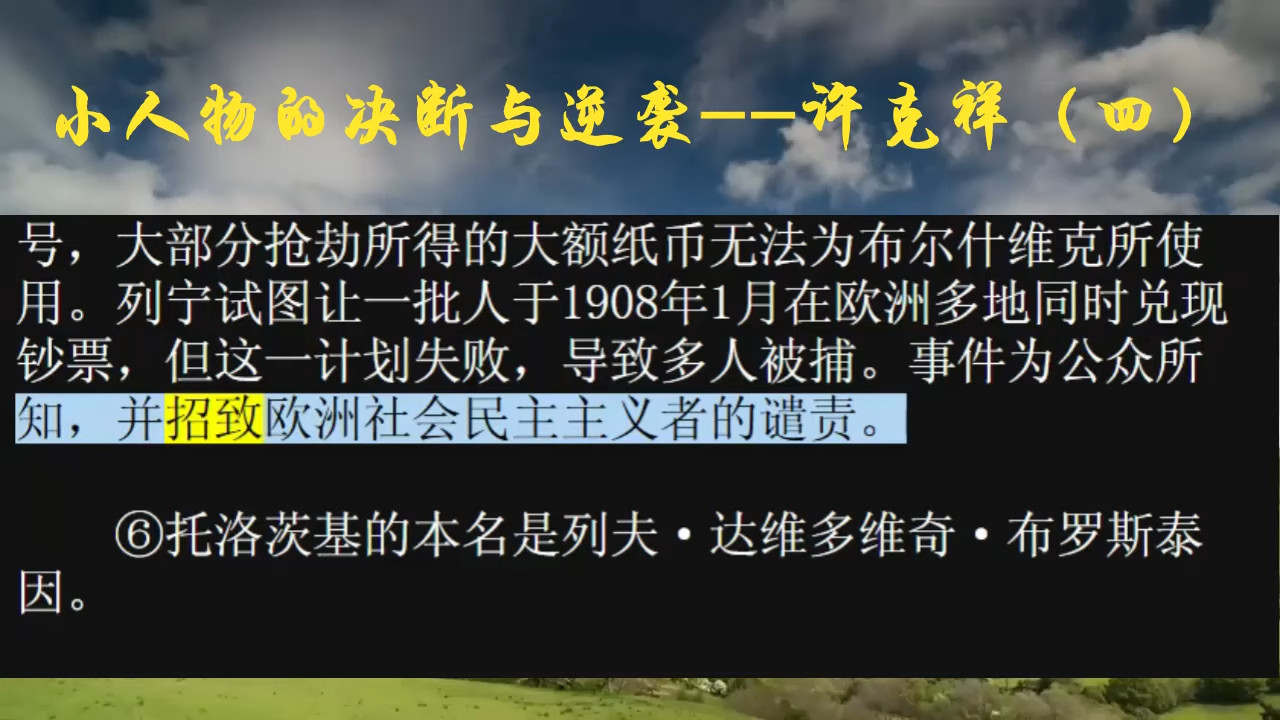 小人物的决断与逆袭——许克祥（四）
号，大部分抢劫所得的大额纸币无法为布尔什维克所使
用。列宁试图让一批人于1908年1月在欧洲多地同时兑现
钞票，但这一计划失败，导致多人被捕。事件为公众所
知，并招致欧洲社会民主主义者的谴责。
⑥托洛茨基的本名是列夫·达维多维奇·布罗斯泰
因。